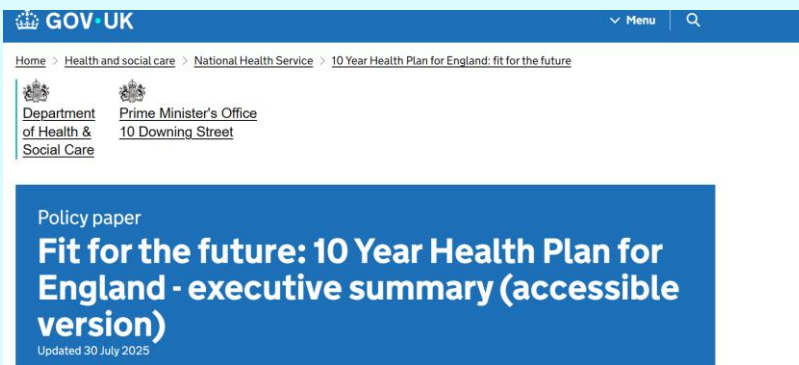 GOV·UK Menu
Home > Health and social care > National Health Service > 10 Year Health Plan for England: fit for the future
Department
of Health &
Social Care
Prime Minister's Office
10 Downing Street
Policy paper
Fit for the future: 10 Year Health Plan for
England - executive summary (accessible
version)
Updated 30 July 2025